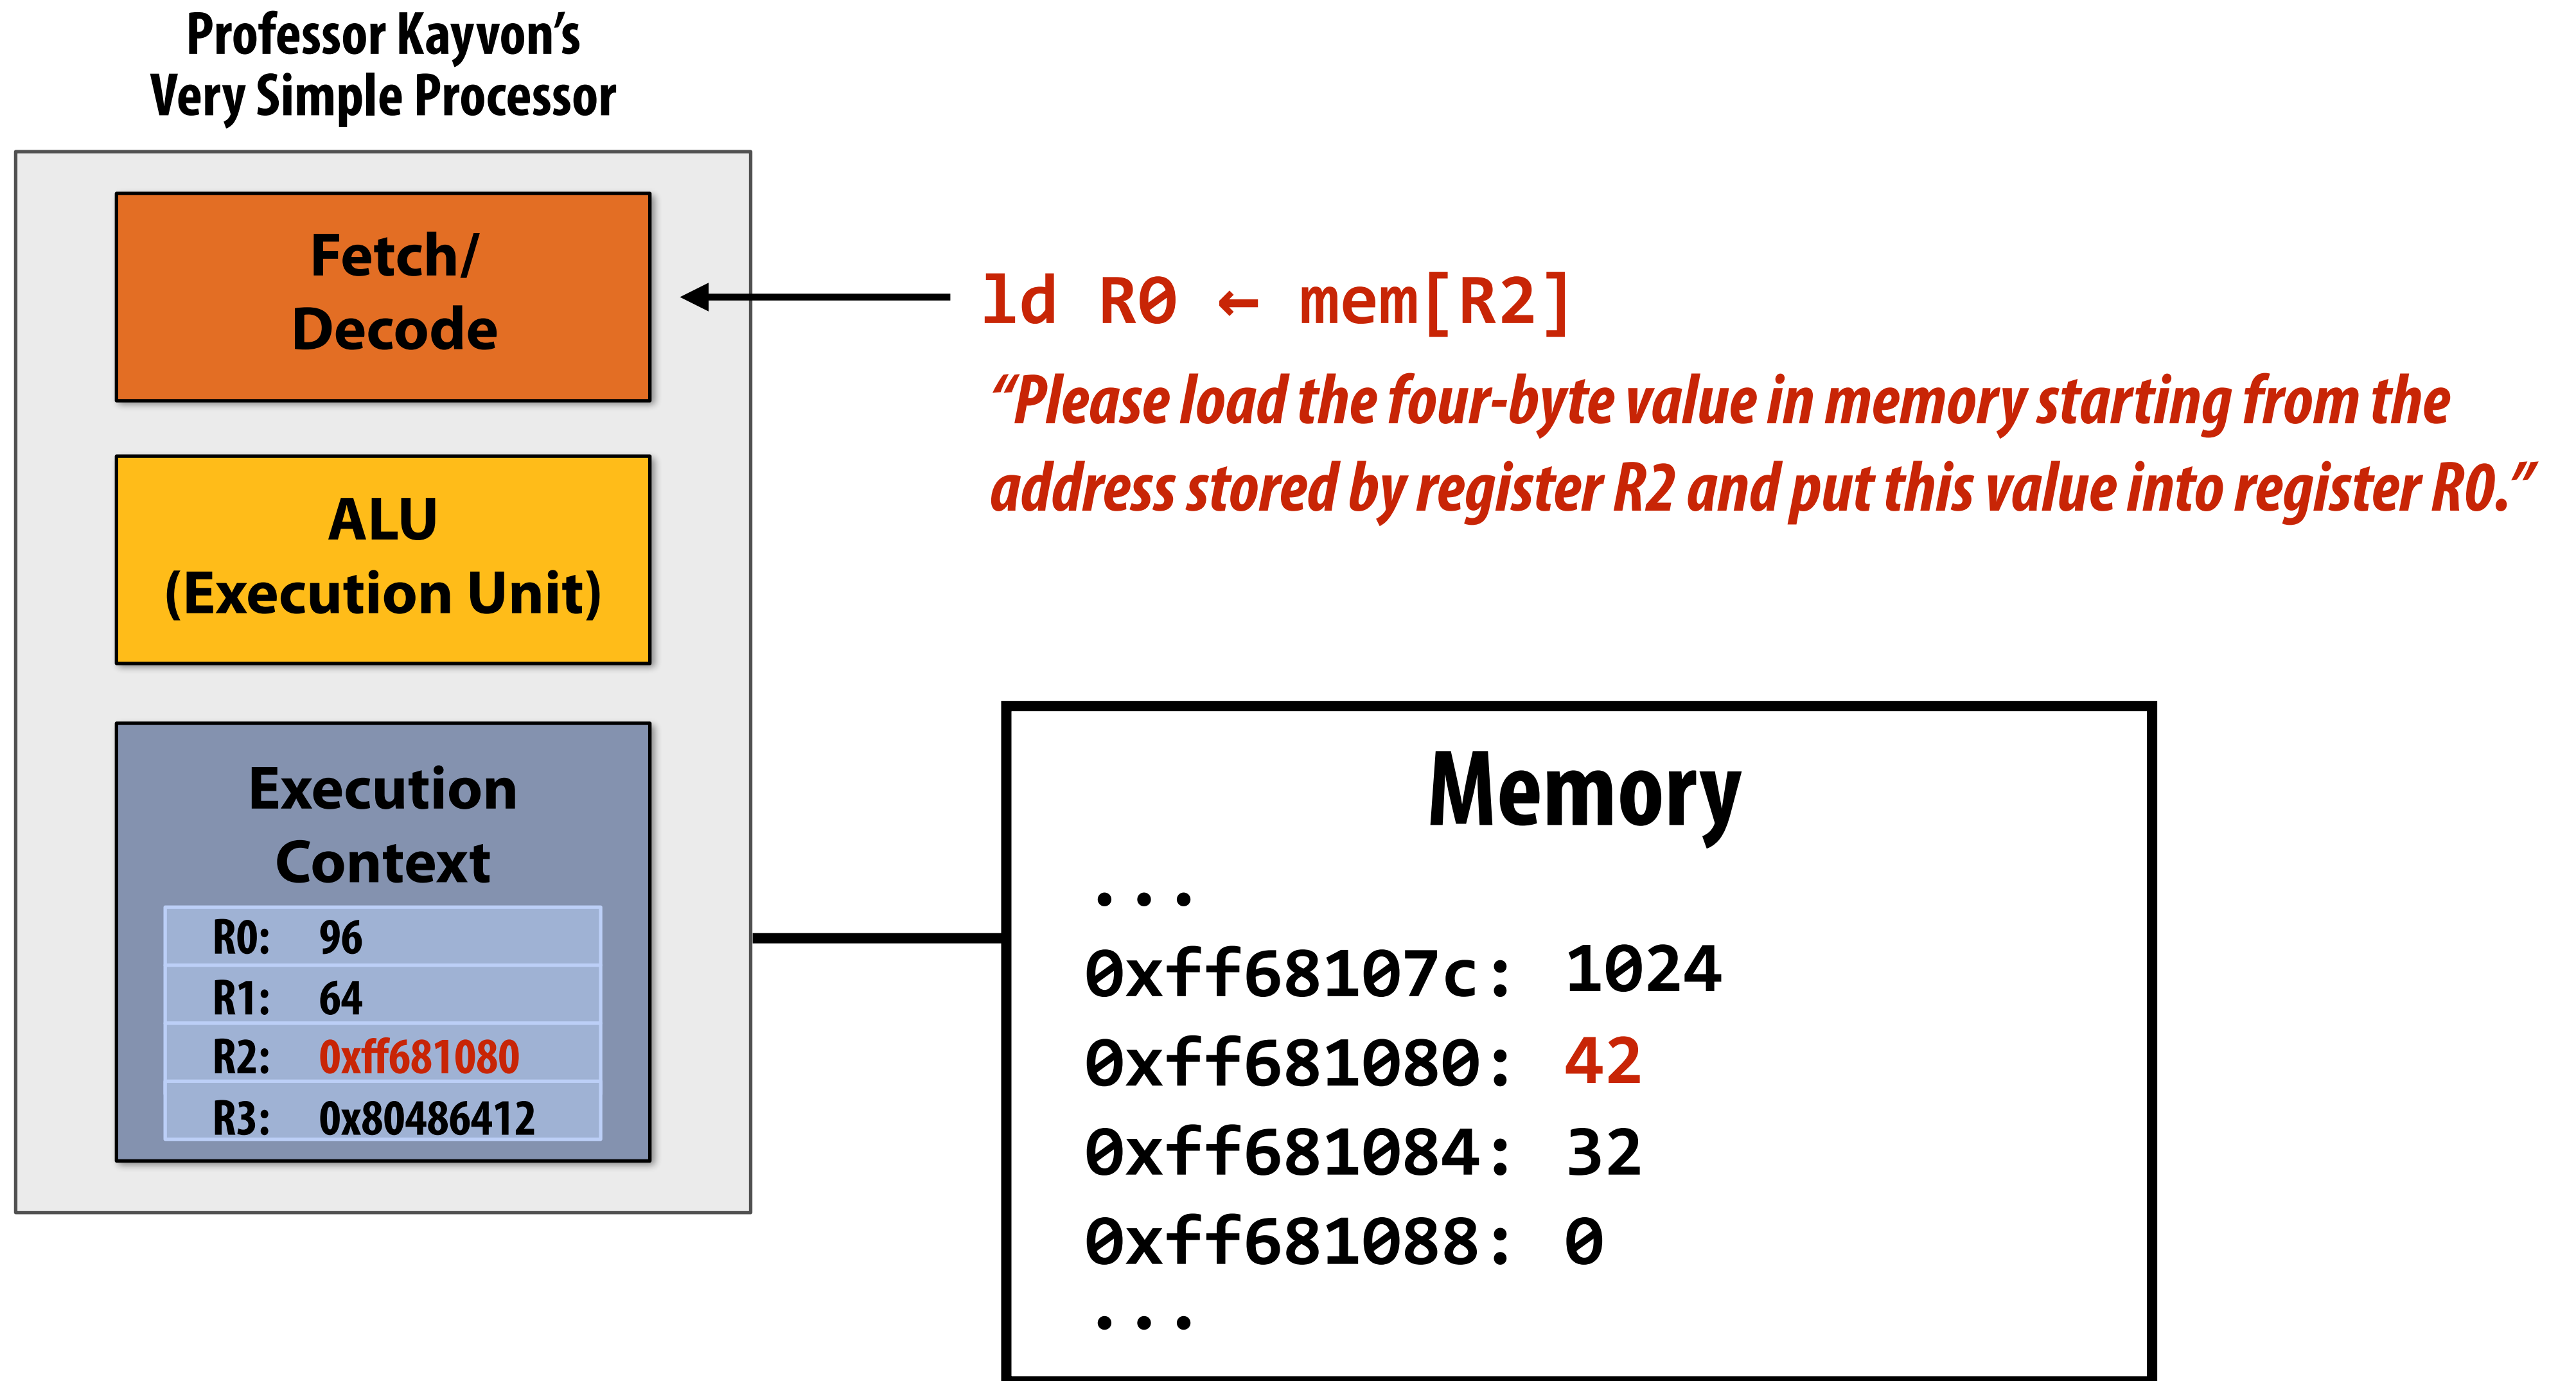 Professor Kayvon’s
Very Simple Processor
Fetch/
Decode
ALU
(Execution Unit)
Execution
Context
R0: 96
R1: 64
R2: 0xff681080
R3: 0x80486412
ld R0 ← mem[R2]
“Please load the four-byte value in memory starting from the
address stored by register R2 and put this value into register R0.”
Memory
...
0xff68107c: 1024
0xff681080: 42
0xff681084: 32
0xff681088: 0
...